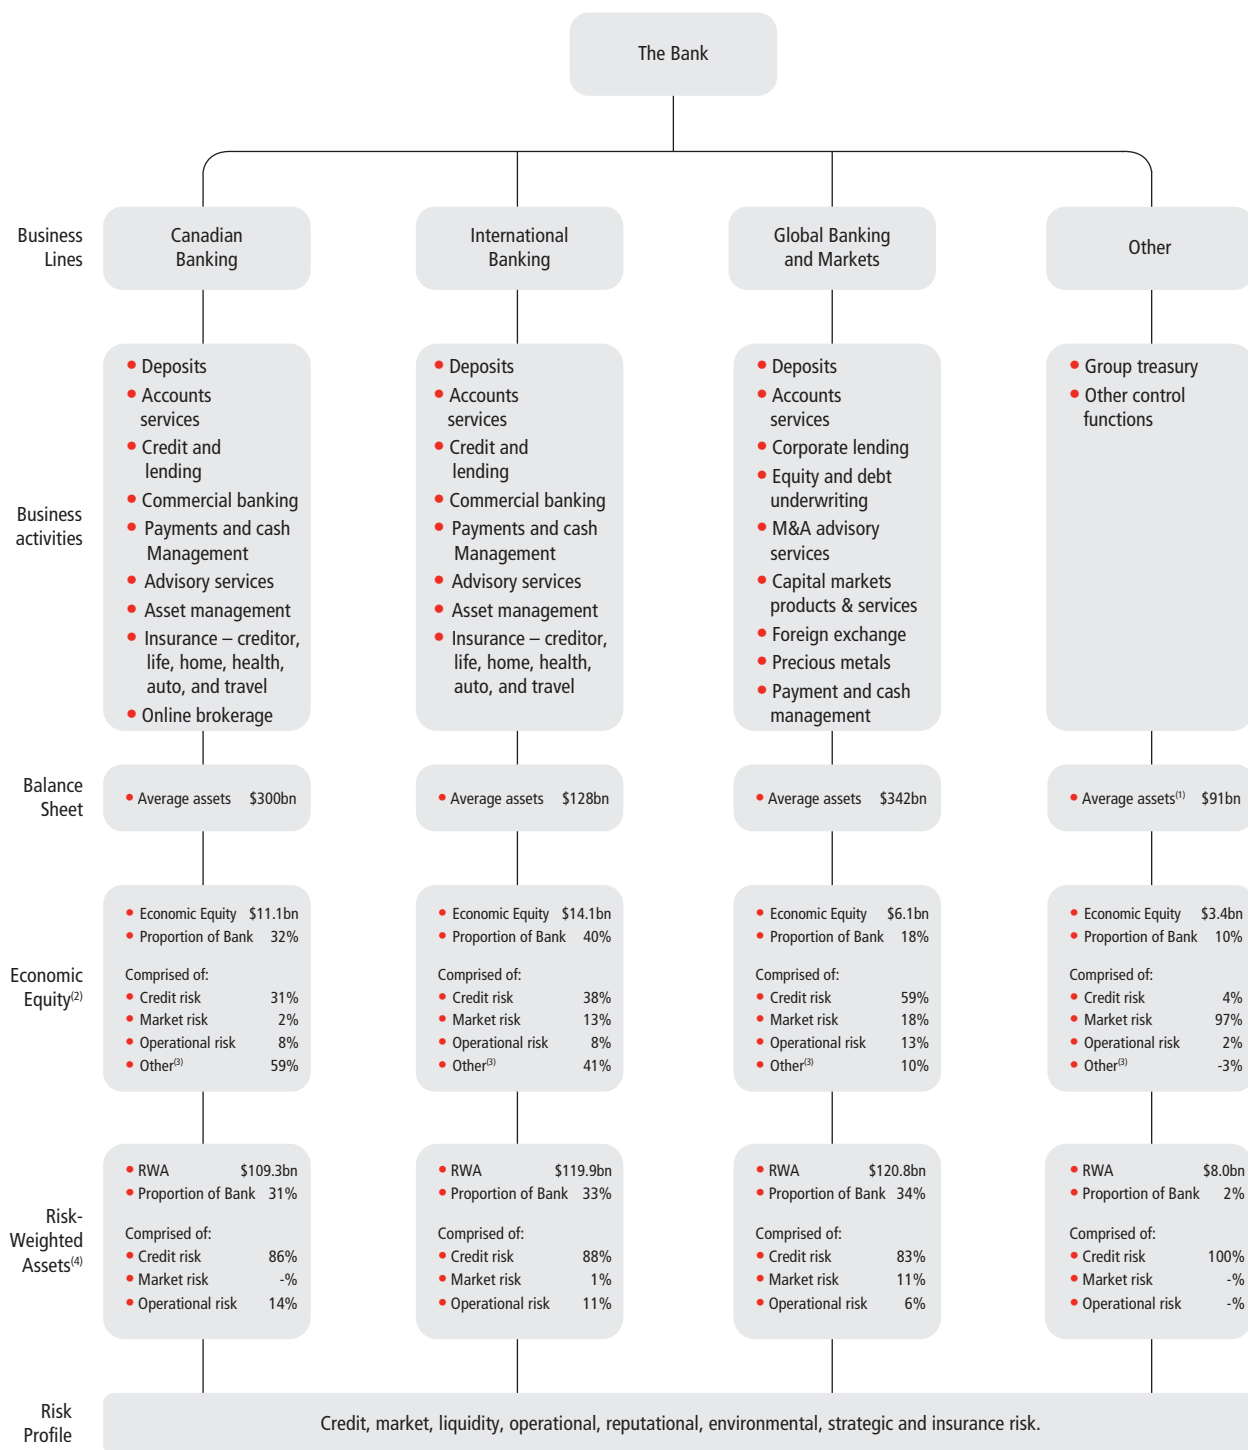 The Bank
Business
Lines
Canadian
Banking
International
Banking
Global Banking
and Markets
Other
Business
activities
• Deposits
• Accounts
services
• Credit and
lending
• Commercial banking
• Payments and cash
Management
• Advisory services
• Asset management
• Insurance – creditor,
life, home, health,
auto, and travel
• Online brokerage
• Deposits
• Accounts
services
• Credit and
lending
• Commercial banking
• Payments and cash
Management
• Advisory services
• Asset management
• Insurance – creditor,
life, home, health,
auto, and travel
• Deposits
• Accounts
services
• Corporate lending
• Equity and debt
underwriting
• M&A advisory
services
• Capital markets
products & services
• Foreign exchange
• Precious metals
• Payment and cash
management
• Group treasury
• Other control
functions
Balance
Sheet
• Average assets $300bn
• Average assets $128bn
• Average assets $342bn
• Average assets(1) $91bn
Economic
Equity(2)
• Economic Equity $11.1bn
• Proportion of Bank 32%
Comprised of:
• Credit risk 31%
• Market risk 2%
• Operational risk 8%
• Other(3) 59%
• Economic Equity $14.1bn
• Proportion of Bank 40%
Comprised of:
• Credit risk 38%
• Market risk 13%
• Operational risk 8%
• Other(3) 41%
• Economic Equity $6.1bn
• Proportion of Bank 18%
Comprised of:
• Credit risk 59%
• Market risk 18%
• Operational risk 13%
• Other(3) 10%
• Economic Equity $3.4bn
• Proportion of Bank 10%
Comprised of:
• Credit risk 4%
• Market risk 97%
• Operational risk 2%
• Other(3) -3%
Risk-
Weighted
Assets(4)
• RWA $109.3bn
• Proportion of Bank 31%
Comprised of:
• Credit risk 86%
• Market risk -%
• Operational risk 14%
• RWA $119.9bn
• Proportion of Bank 33%
Comprised of:
• Credit risk 88%
• Market risk 1%
• Operational risk 11%
• RWA $120.8bn
• Proportion of Bank 34%
Comprised of:
• Credit risk 83%
• Market risk 11%
• Operational risk 6%
• RWA $8.0bn
• Proportion of Bank 2%
Comprised of:
• Credit risk 100%
• Market risk -%
• Operational risk -%
Risk
Profile
Credit, market, liquidity, operational, reputational, environmental, strategic and insurance risk.